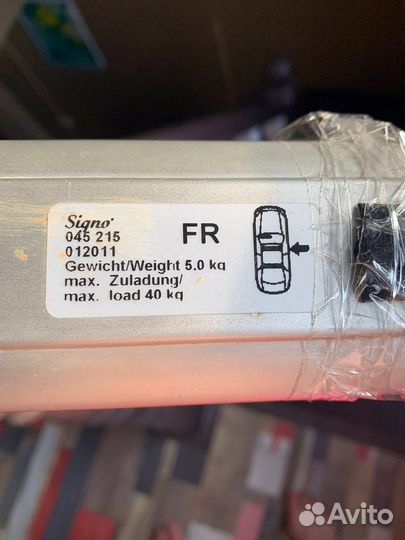 Signo
045 215
FR
012011
Gewicht/Weight 5.0 kg
max. Zuladung/
max. load 40 kg
Avito